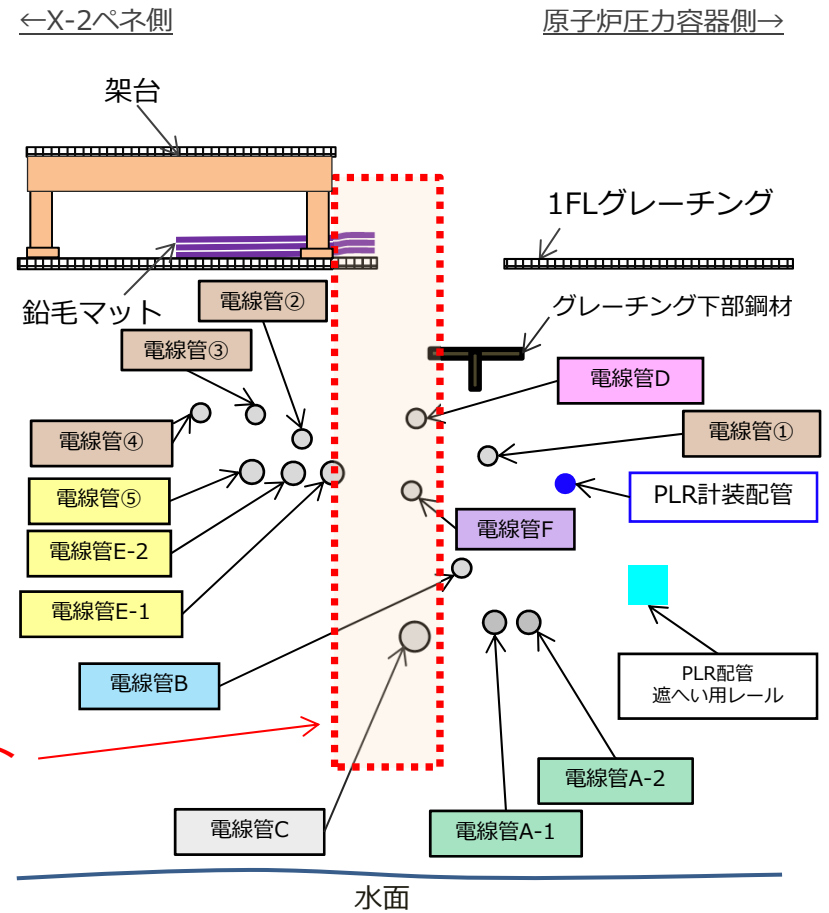 ←X-2ペネ側
原子炉圧力容器側→
架台
1FLグレーチング
鉛毛マット
電線管②
グレーチング下部鋼材
電線管③
電線管D
電線管④
電線管①
電線管⑤
PLR計装配管
電線管F
電線管E-2
電線管E-1
電線管B
PLR配管
遮へい用レール
電線管A-2
電線管C
電線管A-1
水面